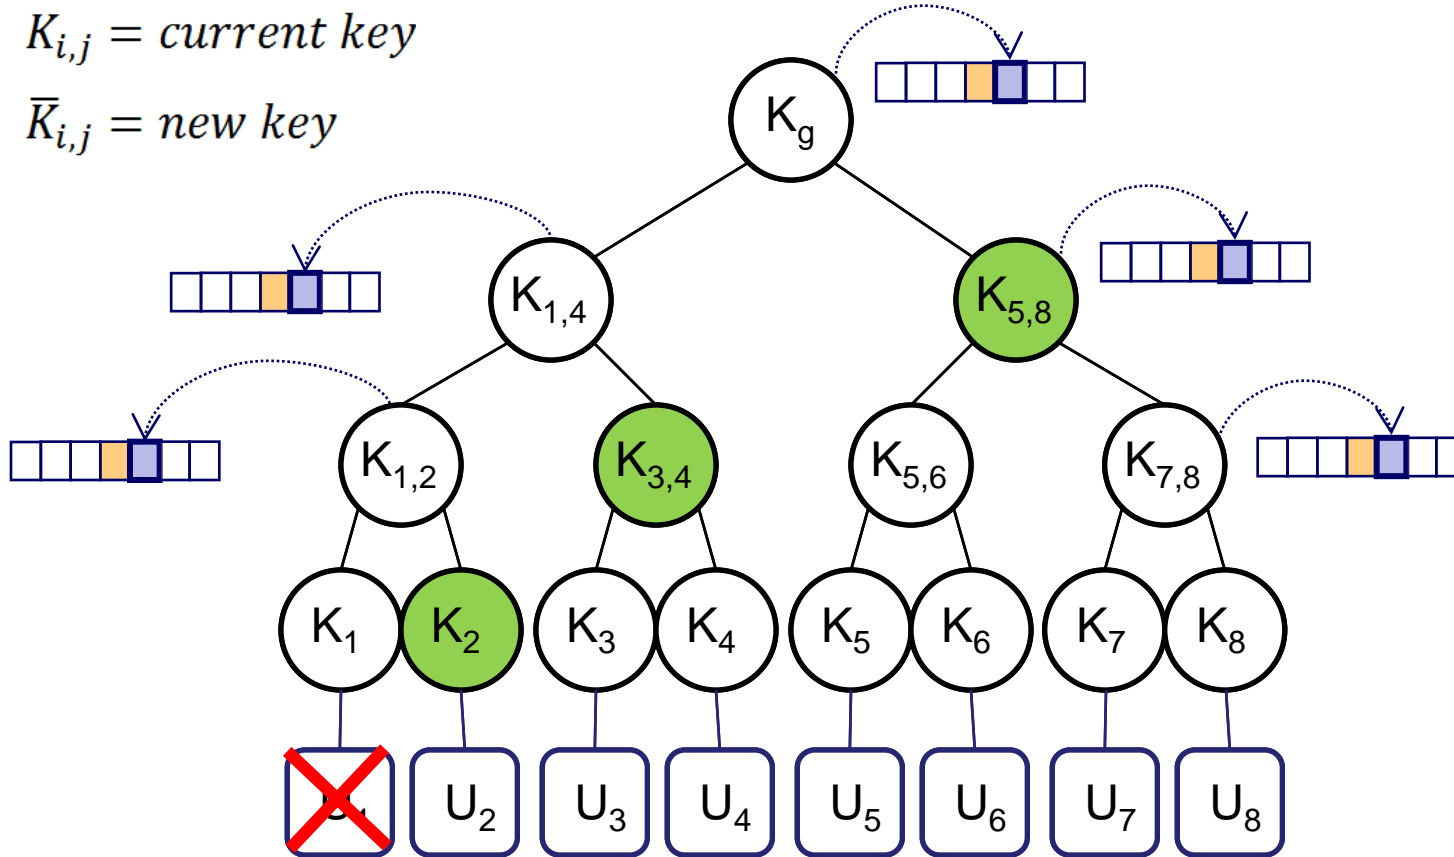 K_{i,j} = current key
K̄_{i,j} = new key
K_g
K_{1,4} K_{5,8}
K_{1,2} K_{3,4} K_{5,6} K_{7,8}
K_1 K_2 K_3 K_4 K_5 K_6 K_7 K_8
U_1 U_2 U_3 U_4 U_5 U_6 U_7 U_8